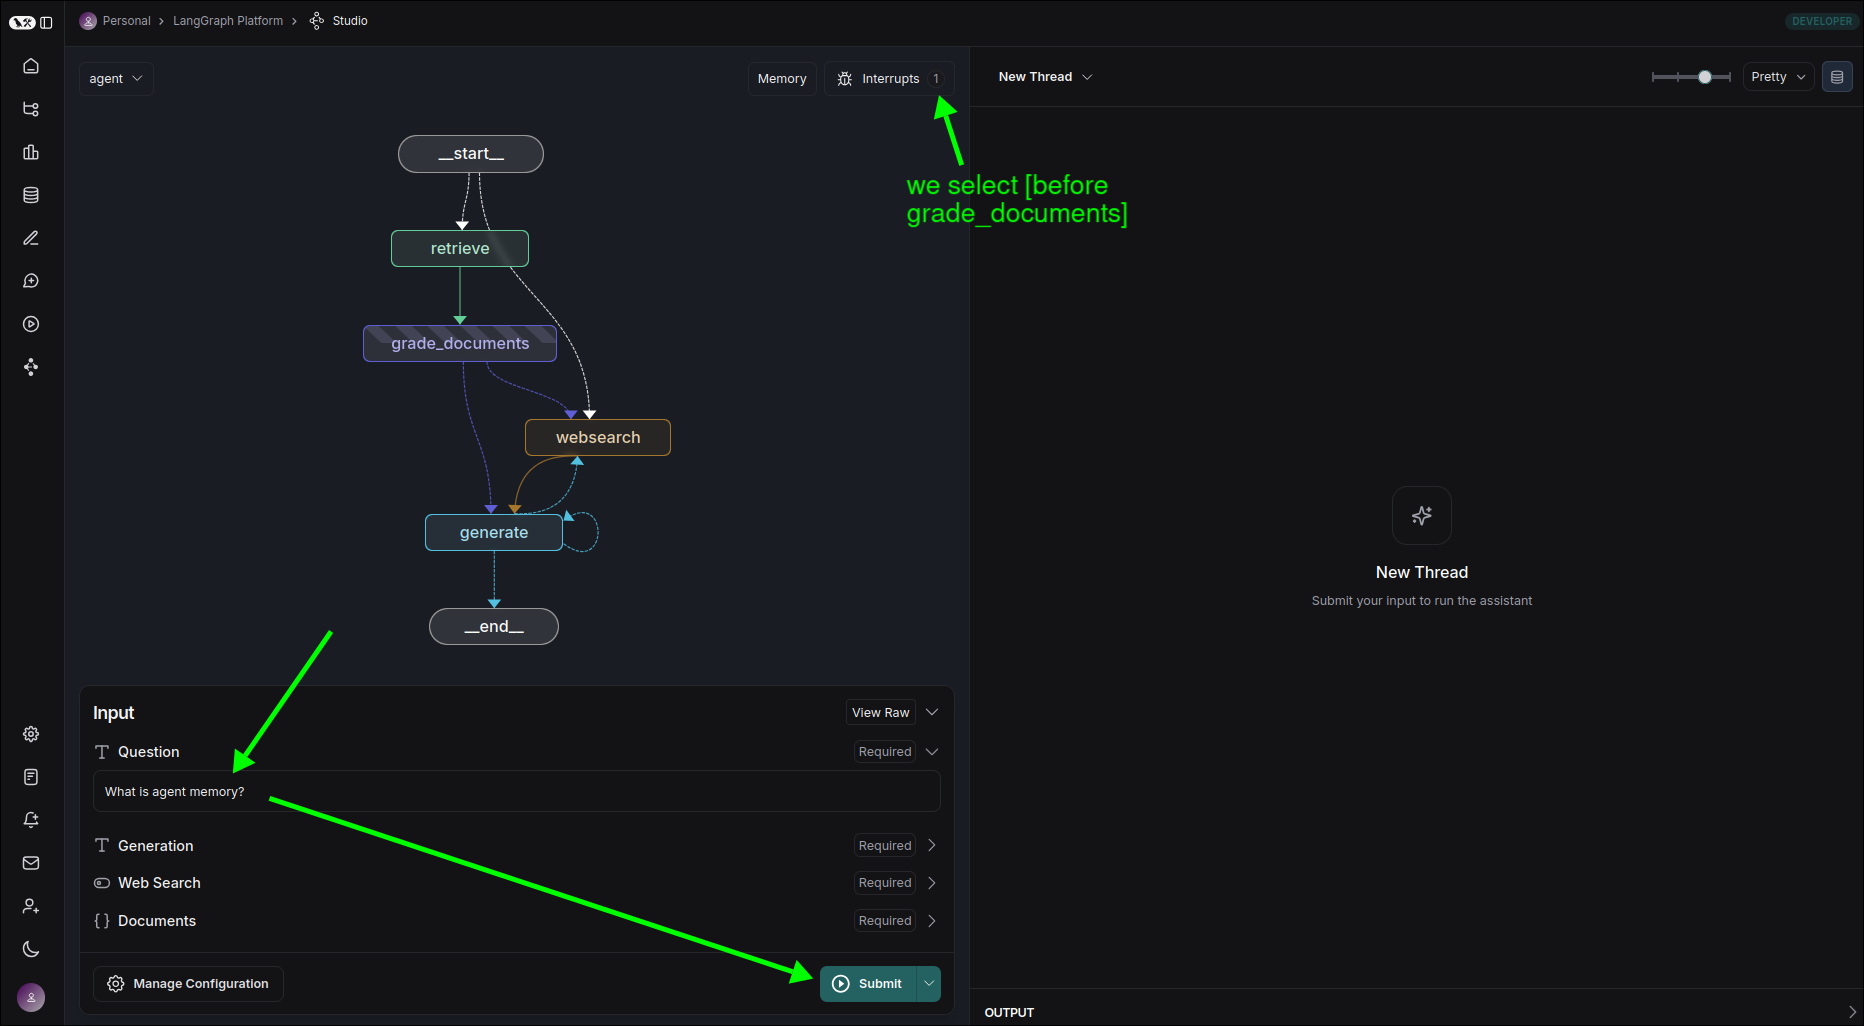 Personal > LangGraph Platform > Studio
DEVELOPER
agent
Memory
Interrupts 1
New Thread
Pretty
we select [before
grade_documents]
__start__
retrieve
grade_documents
websearch
generate
__end__
New Thread
Submit your input to run the assistant
Input
View Raw
Question
Required
What is agent memory?
Generation
Required
Web Search
Required
Documents
Required
Manage Configuration
Submit
OUTPUT